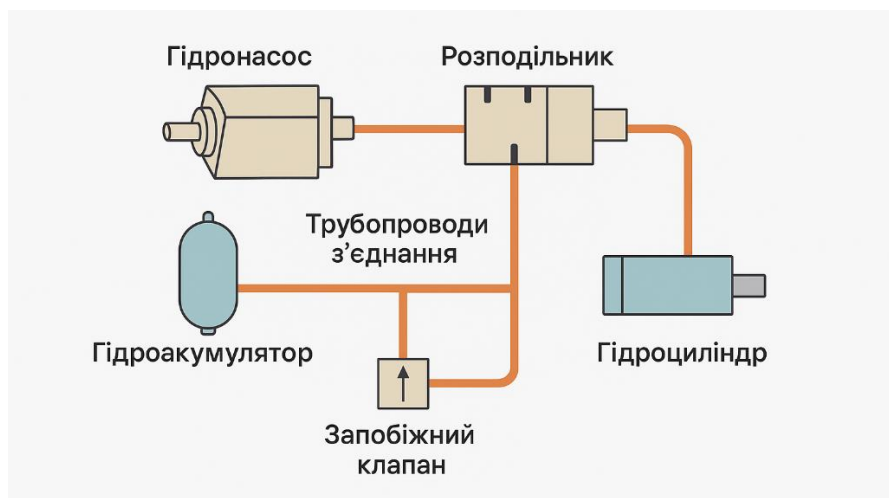 Гідронасос
Розподільник
Трубопроводи
з’єднання
Гідроакумулятор
Гідроциліндр
Запобіжний
клапан